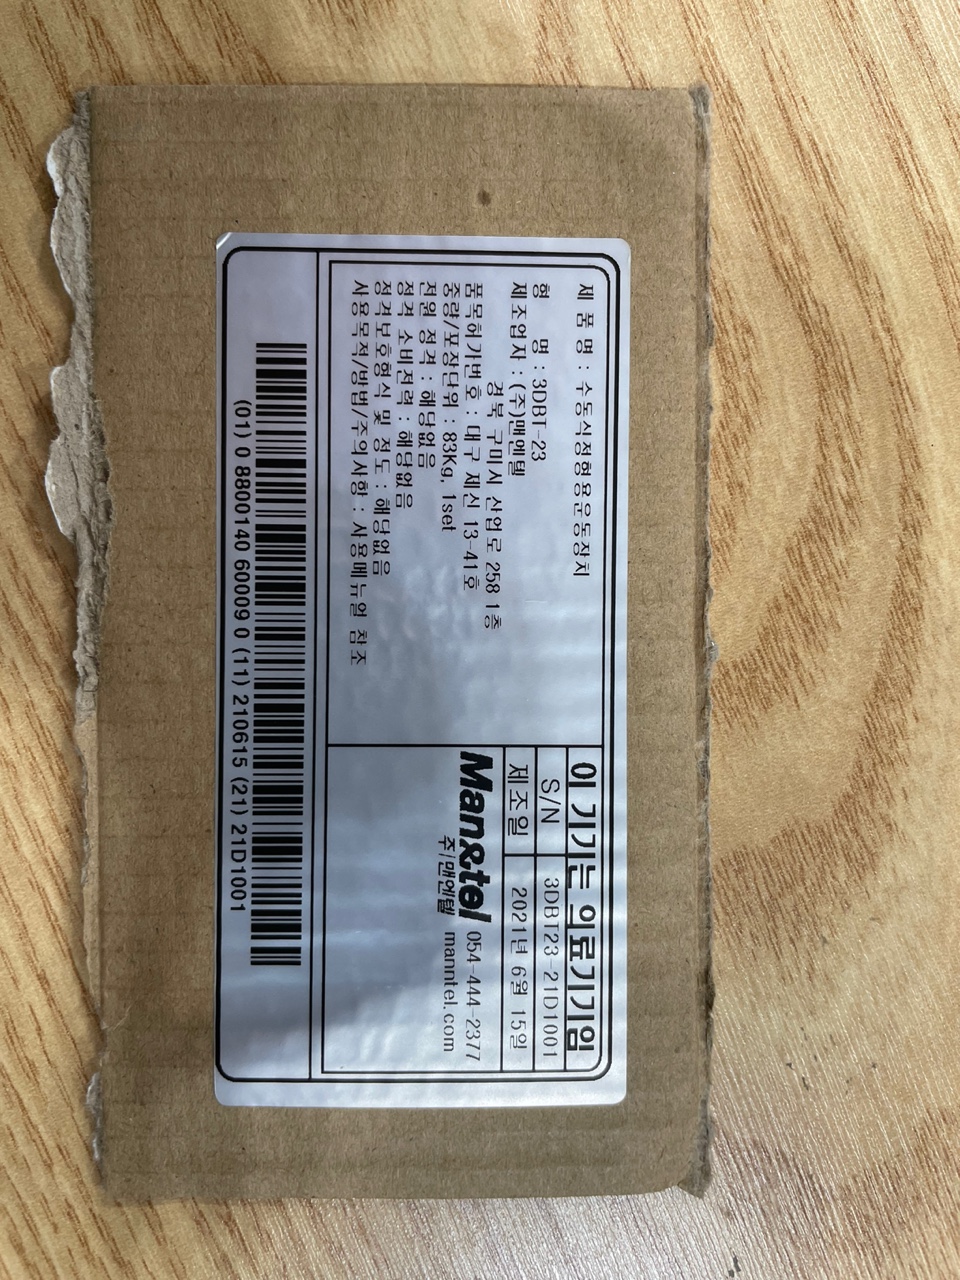 제 품 명 : 수동식정형용운동장치
형 명 : 3DBT-23
제조업자 : (주)맨엔텔
경북 구미시 산업로 258 1층
품목허가번호 : 대구 제신 13-41호
중량/포장단위 : 83Kg, 1set
전원 정격 : 해당없음
정격 소비전력 : 해당없음
정격보호형식 및 정도 : 해당없음
사용목적/방법/주의사항 : 사용메뉴얼 참조
이 기기는 의료기기임
S/N 3DBT23-21D1001
제조일 2021년 6월 15일
Man&tel 054-444-2377
주)맨엔텔 manntel.com
(01) 0 8800140 60009 0 (11) 210615 (21) 21D1001